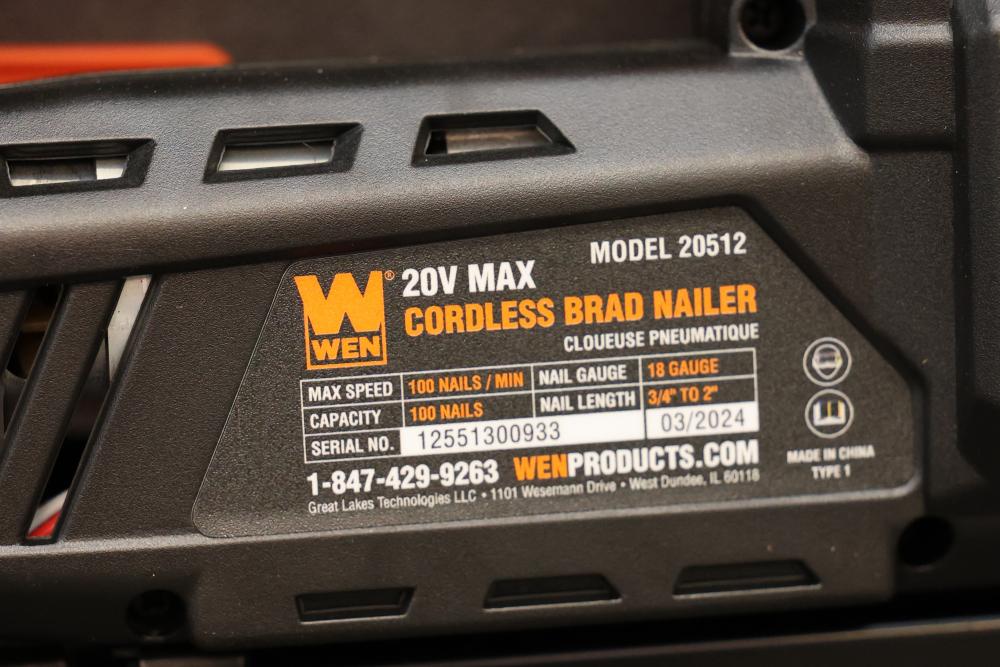 MODEL 20512
WEN® 20V MAX
CORDLESS BRAD NAILER
CLOUEUSE PNEUMATIQUE
MAX SPEED 100 NAILS / MIN NAIL GAUGE 18 GAUGE
CAPACITY 100 NAILS NAIL LENGTH 3/4" TO 2"
SERIAL NO. 12551300933 03/2024
1-847-429-9263 WENPRODUCTS.COM
Great Lakes Technologies LLC • 1101 Wesemann Drive • West Dundee, IL 60118
MADE IN CHINA
TYPE 1